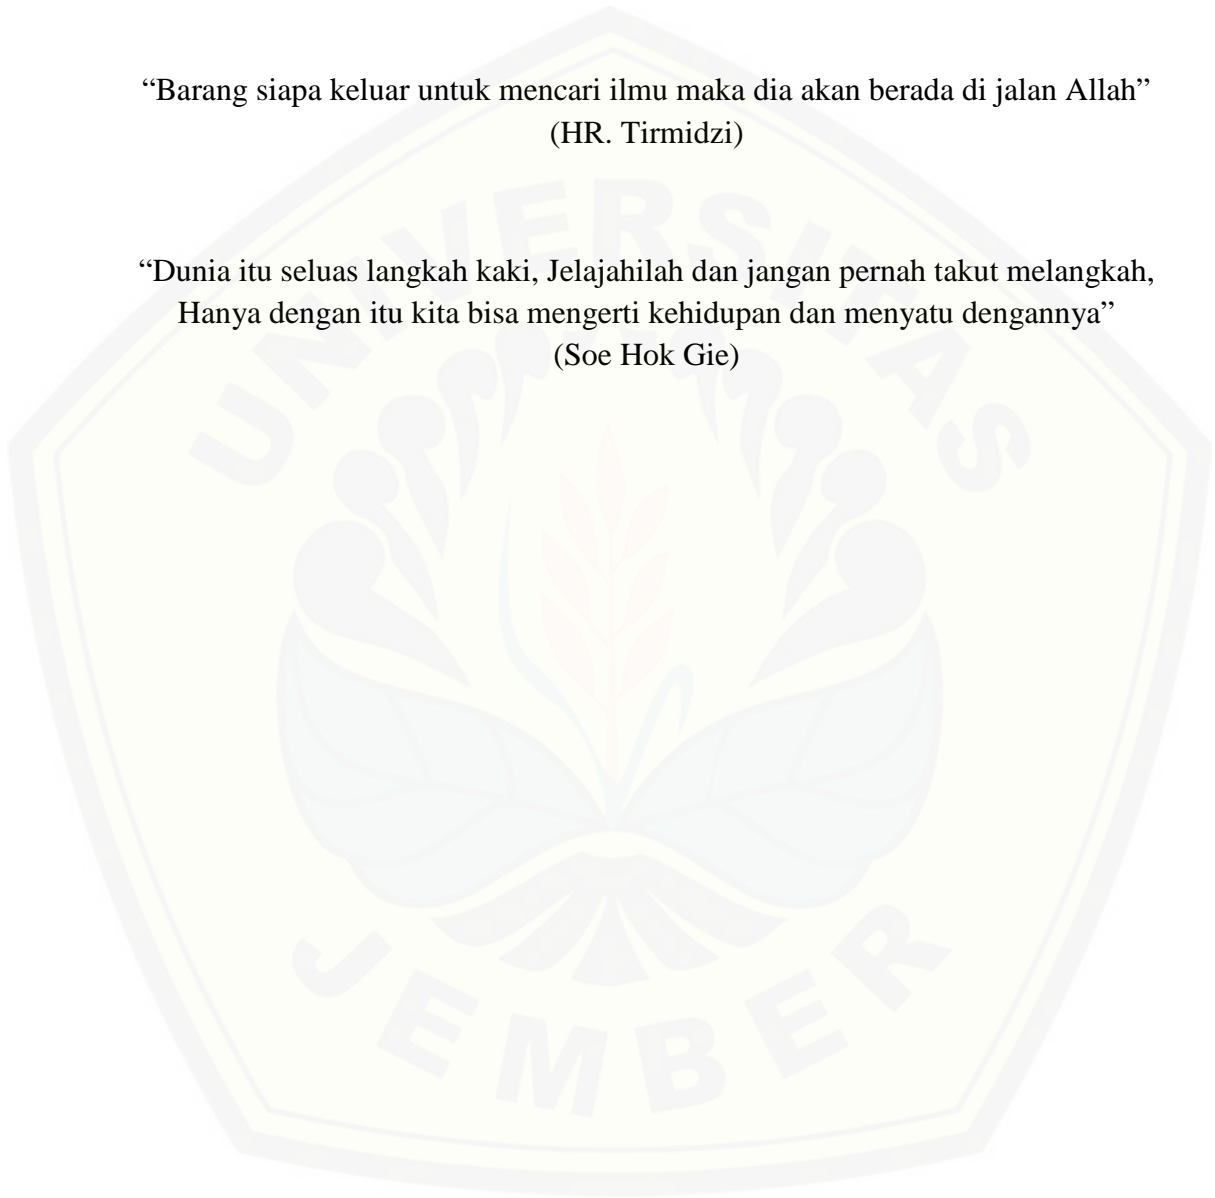 “Barang siapa keluar untuk mencari ilmu maka dia akan berada di jalan Allah”
(HR. Tirmidzi)
“Dunia itu seluas langkah kaki, Jelajahilah dan jangan pernah takut melangkah,
Hanya dengan itu kita bisa mengerti kehidupan dan menyatu dengannya”
(Soe Hok Gie)
UNIVERSITAS
JEMBER